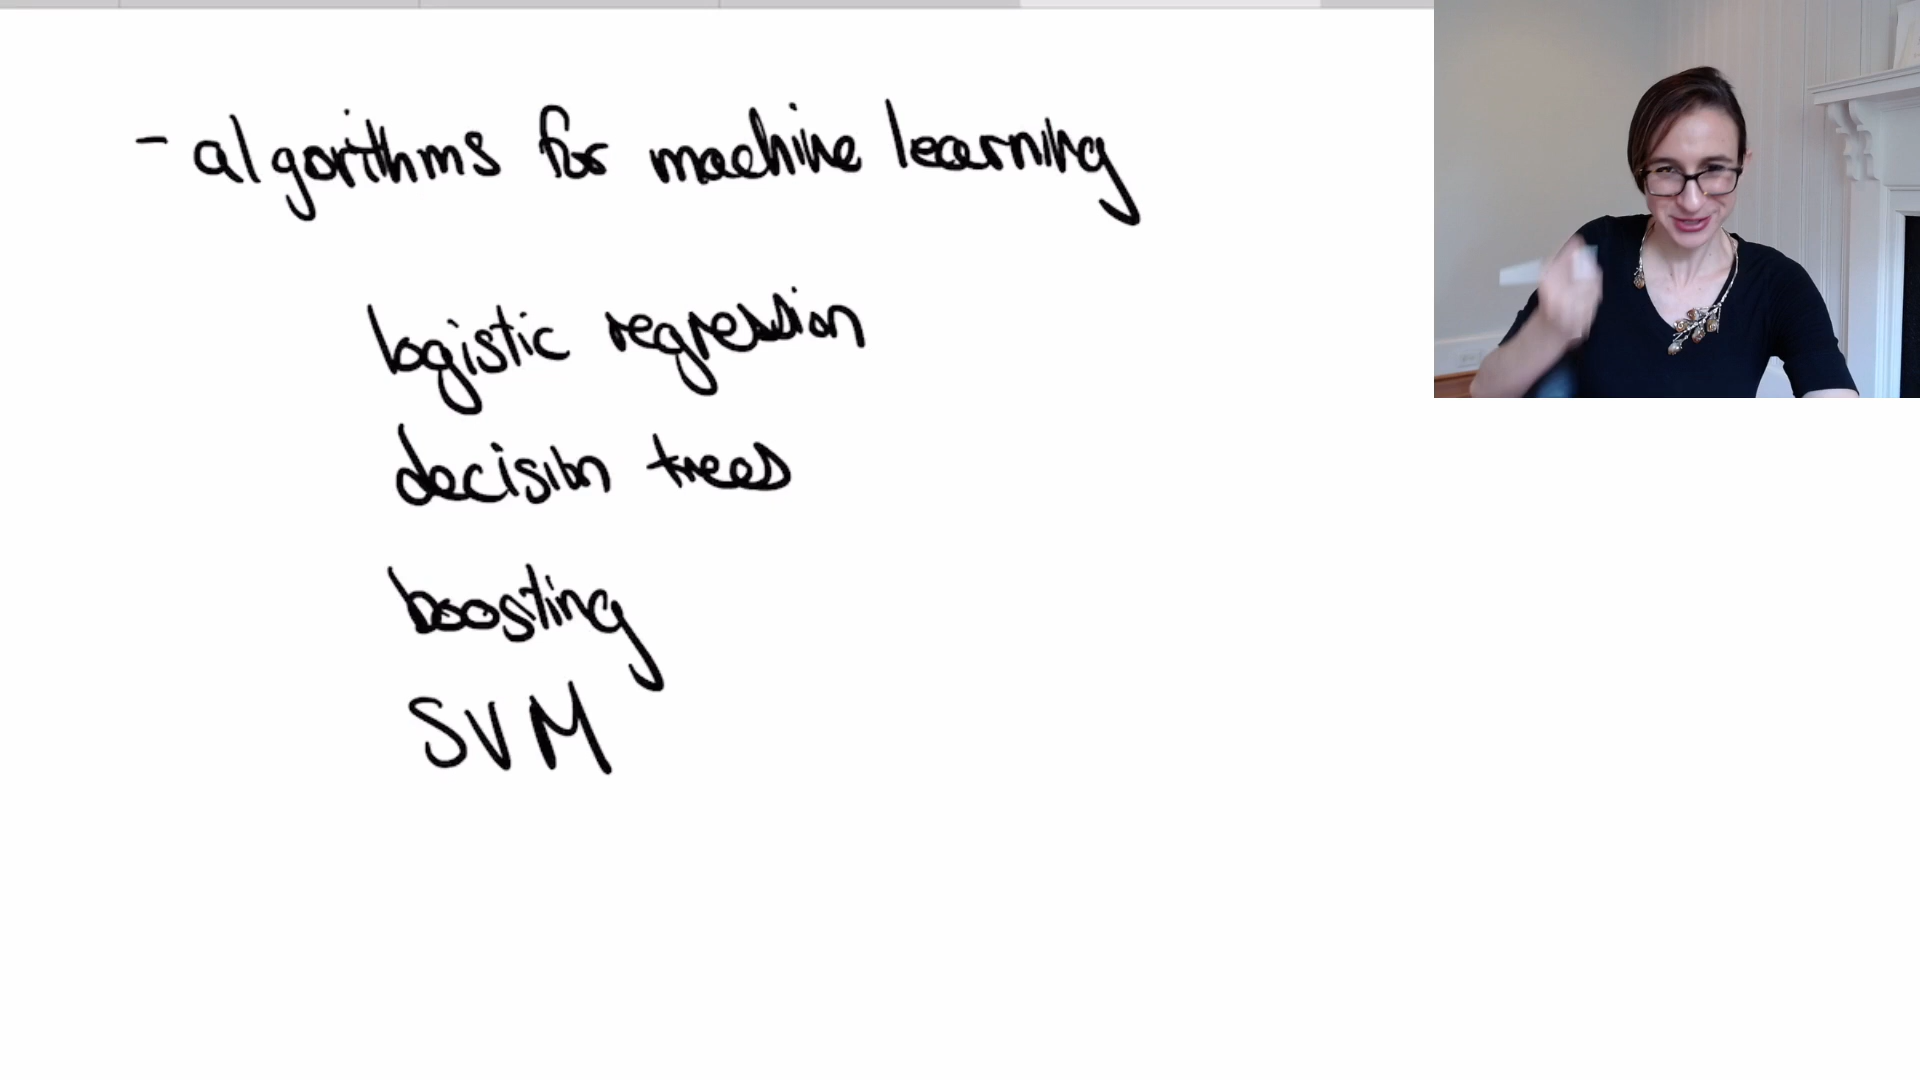 - algorithms for machine learning
logistic regression
decision trees
boosting
SVM